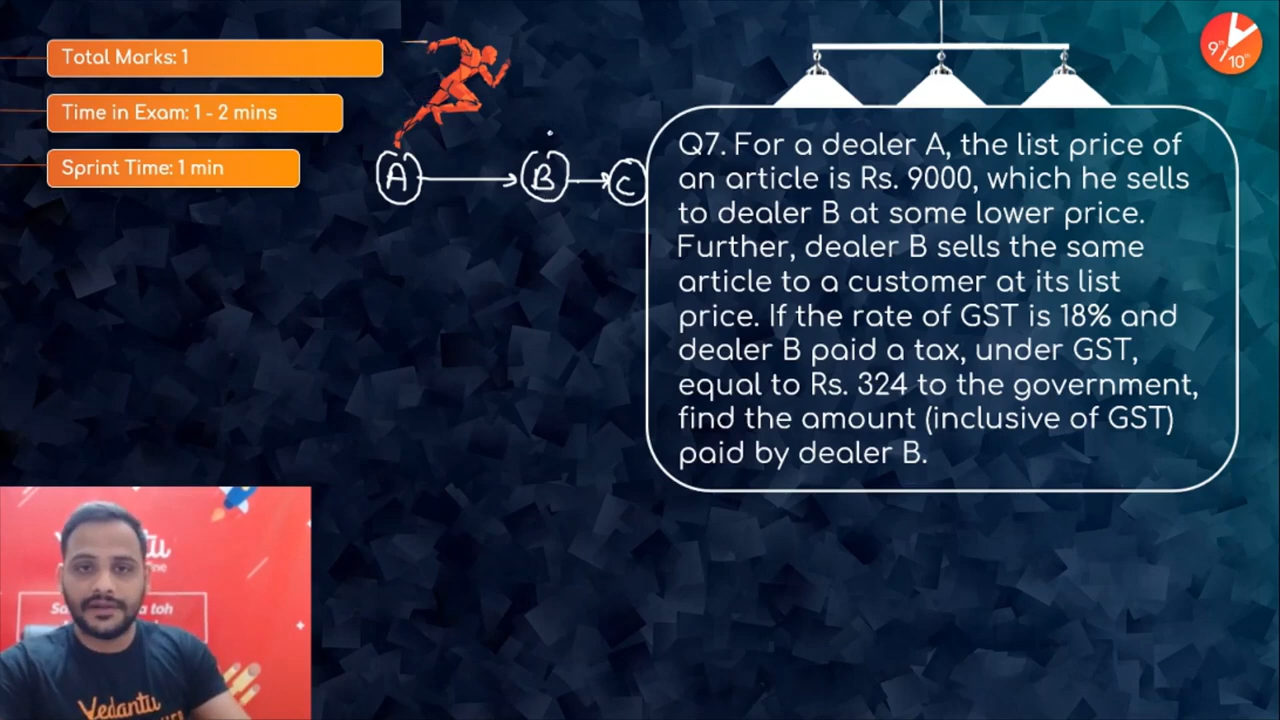 Total Marks: 1
Time in Exam: 1 - 2 mins
Sprint Time: 1 min
A
B
C
9th
10th
Q7. For a dealer A, the list price of
an article is Rs. 9000, which he sells
to dealer B at some lower price.
Further, dealer B sells the same
article to a customer at its list
price. If the rate of GST is 18% and
dealer B paid a tax, under GST,
equal to Rs. 324 to the government,
find the amount (inclusive of GST)
paid by dealer B.
toh
Vedantu